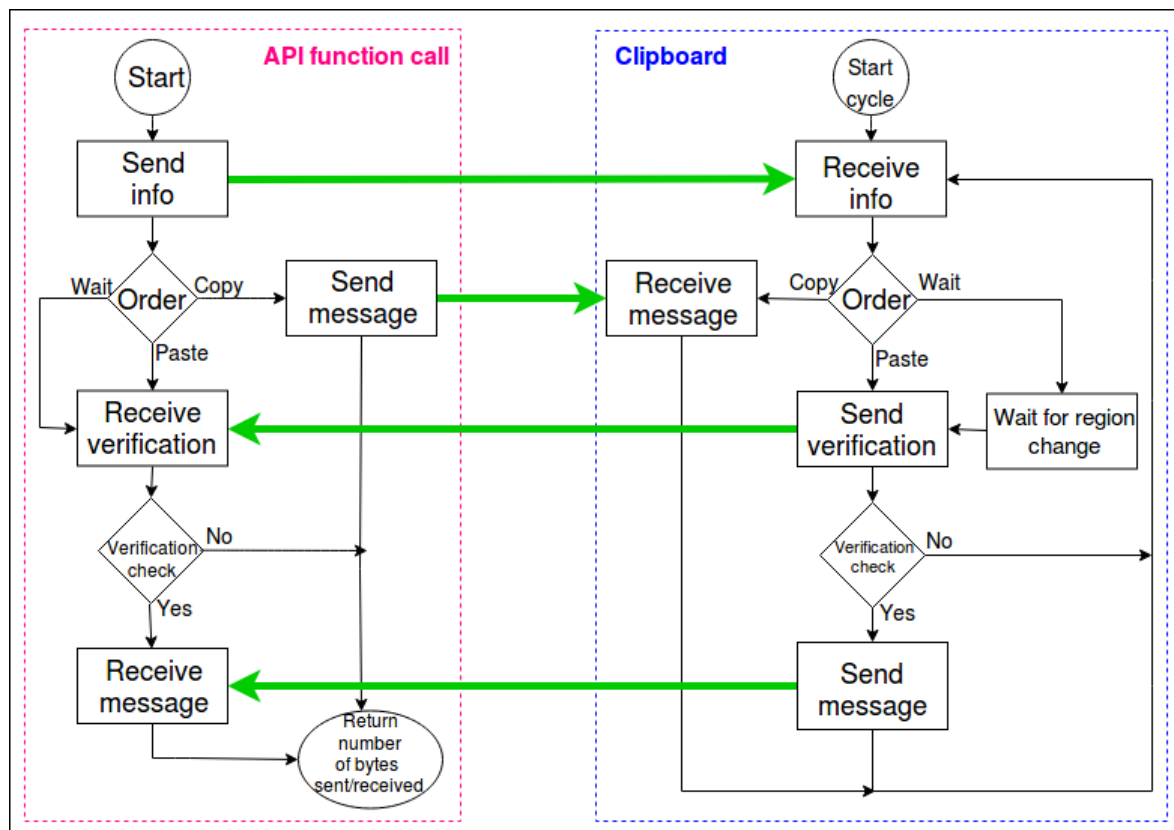 API function call
Start
Send
info
Order
Wait
Copy
Paste
Send
message
Receive
verification
Verification
check
No
Yes
Receive
message
Return
number
of bytes
sent/received
Clipboard
Start
cycle
Receive
info
Order
Copy
Wait
Paste
Receive
message
Send
verification
Wait for region
change
Verification
check
No
Yes
Send
message